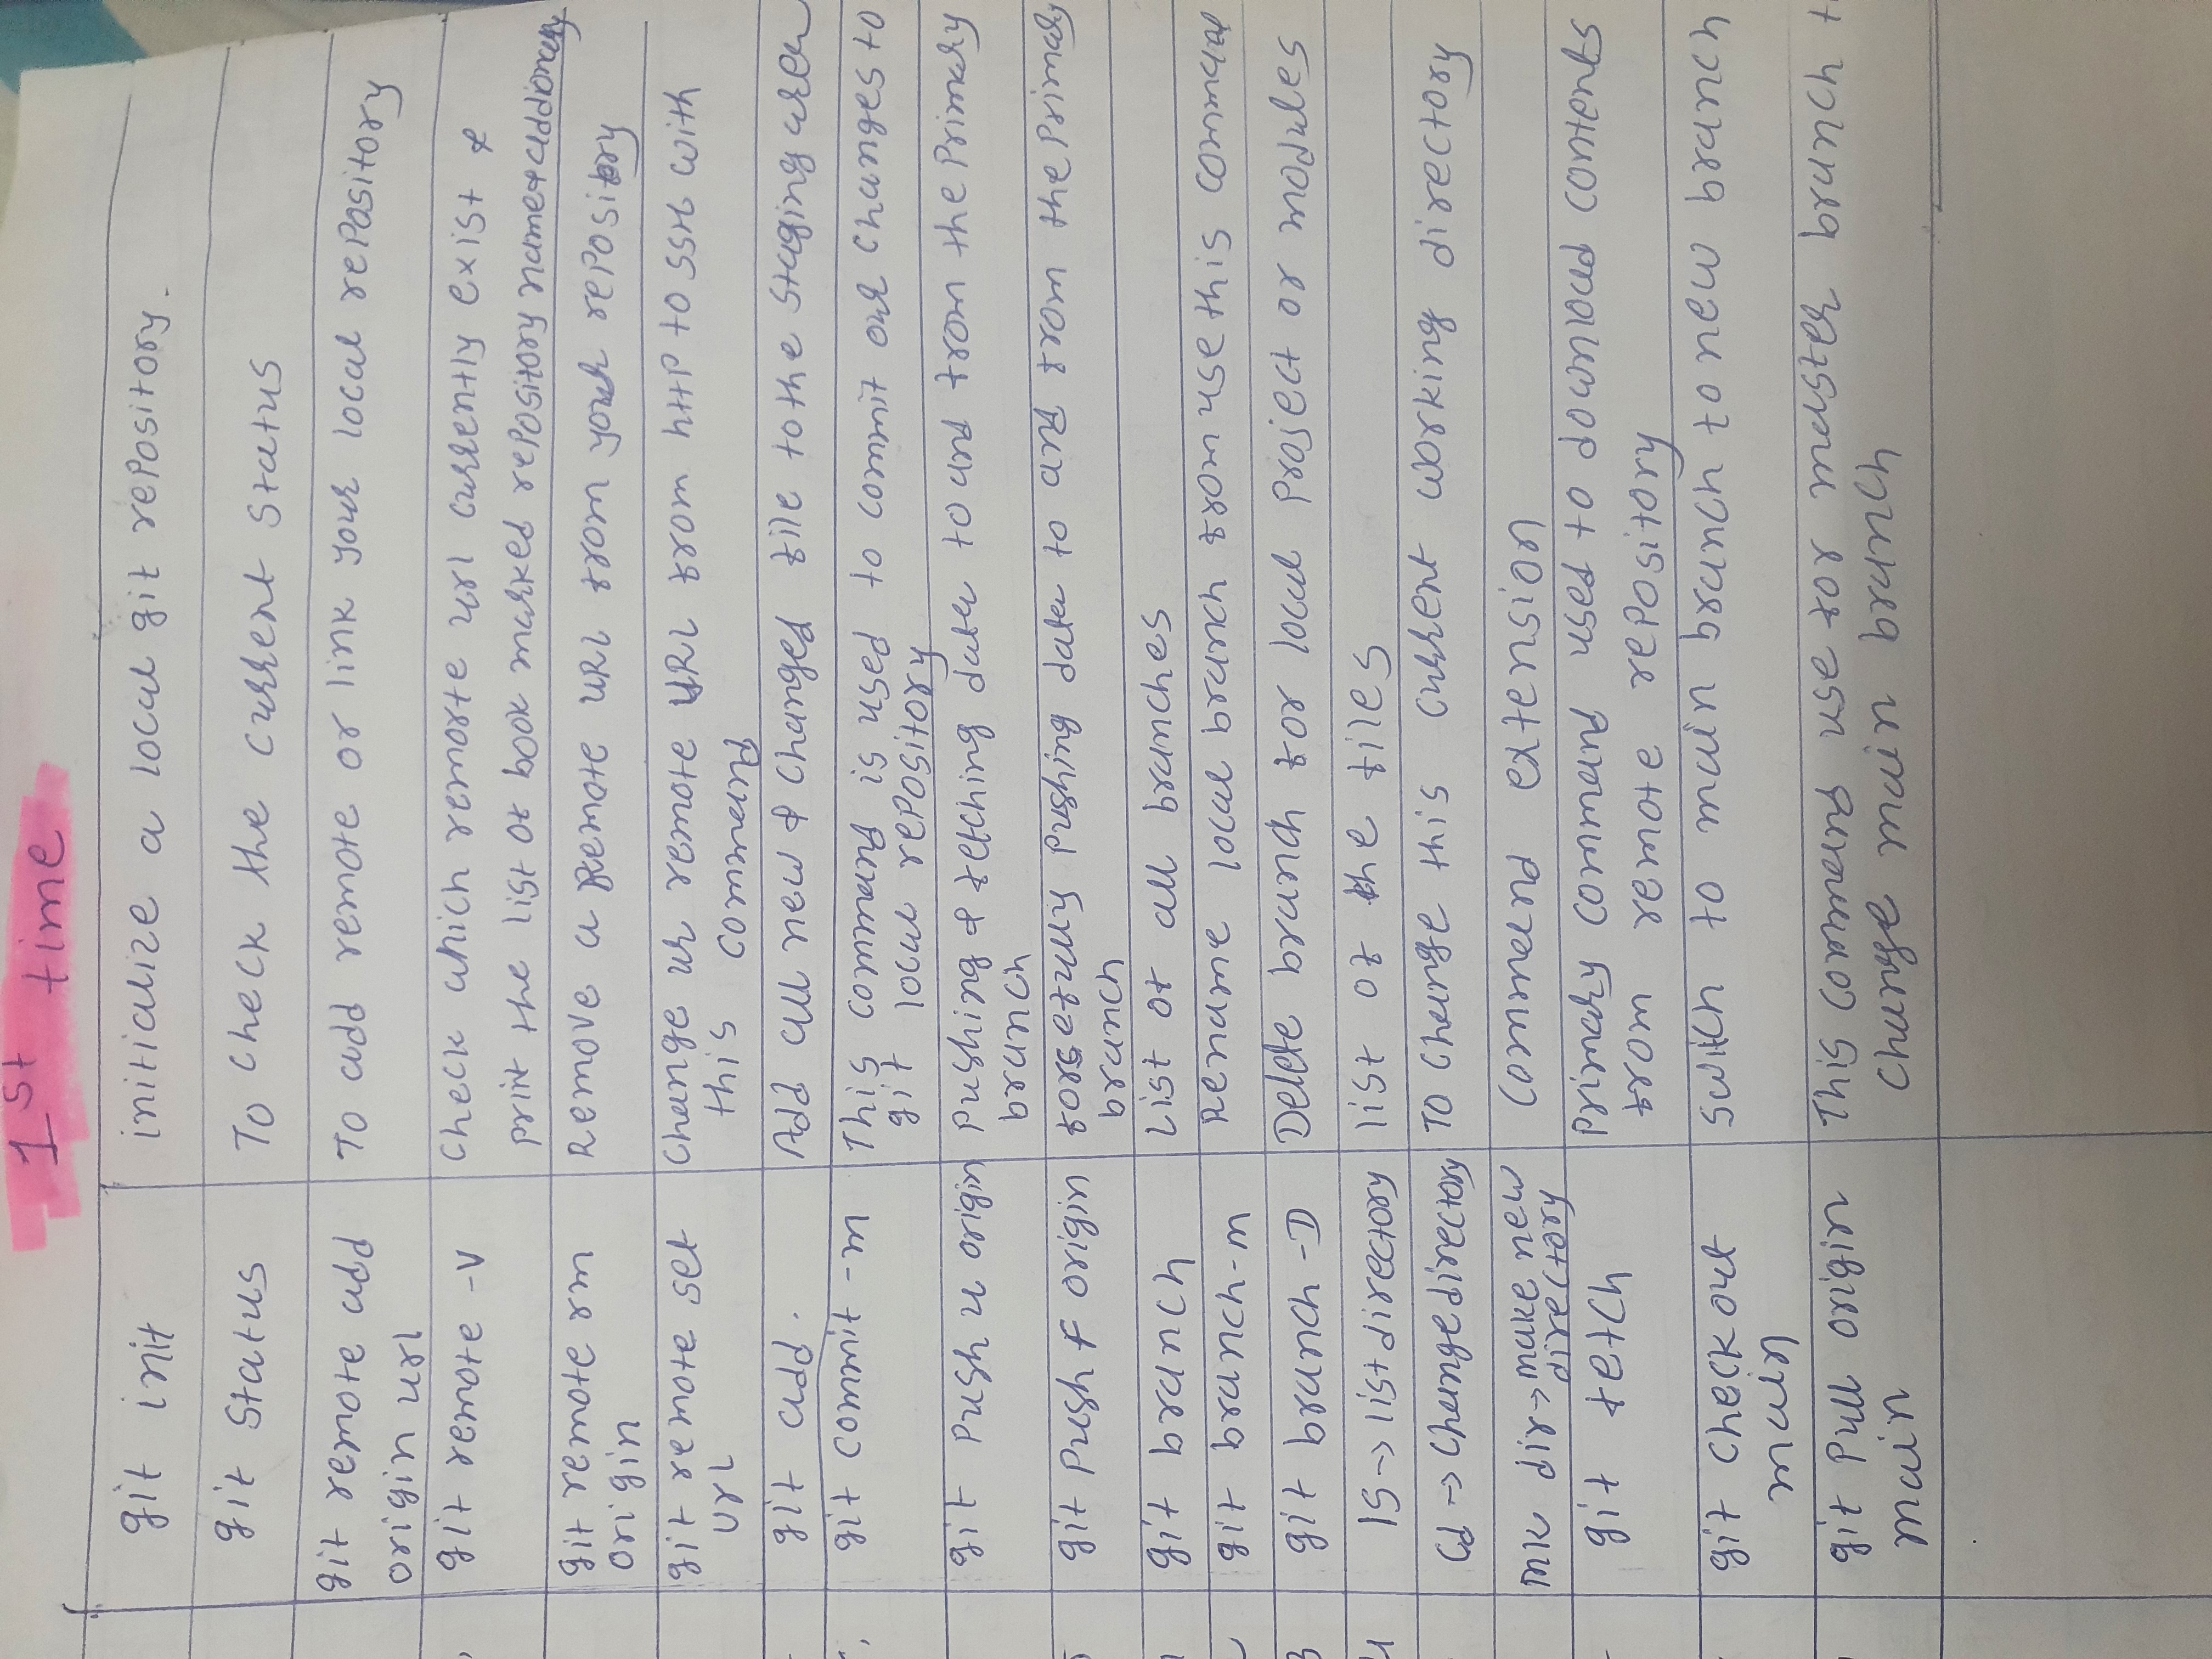 1st time
git init
initialize a local git repository.
git status
To check the current status
git remote add
origin url
To add remote or link your local repository
git remote -v
check which remorte url currently exist &
print the list of book marked repository name &
git remote rm
origin
Remove a Remote URL from your repository
git remote set
url
Change ur remote URL from http to SSH with
this command
git add .
Add all new & changed file to the staging area
git commit -m
This command is used to commit our changes to
git local repository
git push u origin
pushing & fetching data to and from the primary
branch
git push f origin
forsefully pushing data to and from the primary
branch
git branch
List of all branches
git branch-m
Rename local branch from use this command
git branch -D
Delete branch for local project or modules
ls -> list directory
list of the files
cd -> Change directory
To change this current working directory
mk dir -> make new
directory
Command extension
git fetch
primary command used to download contents
from remote repository
git check out
main
switch to main branch to new branch
git pull origin
main
This command use for master branch
change main branch